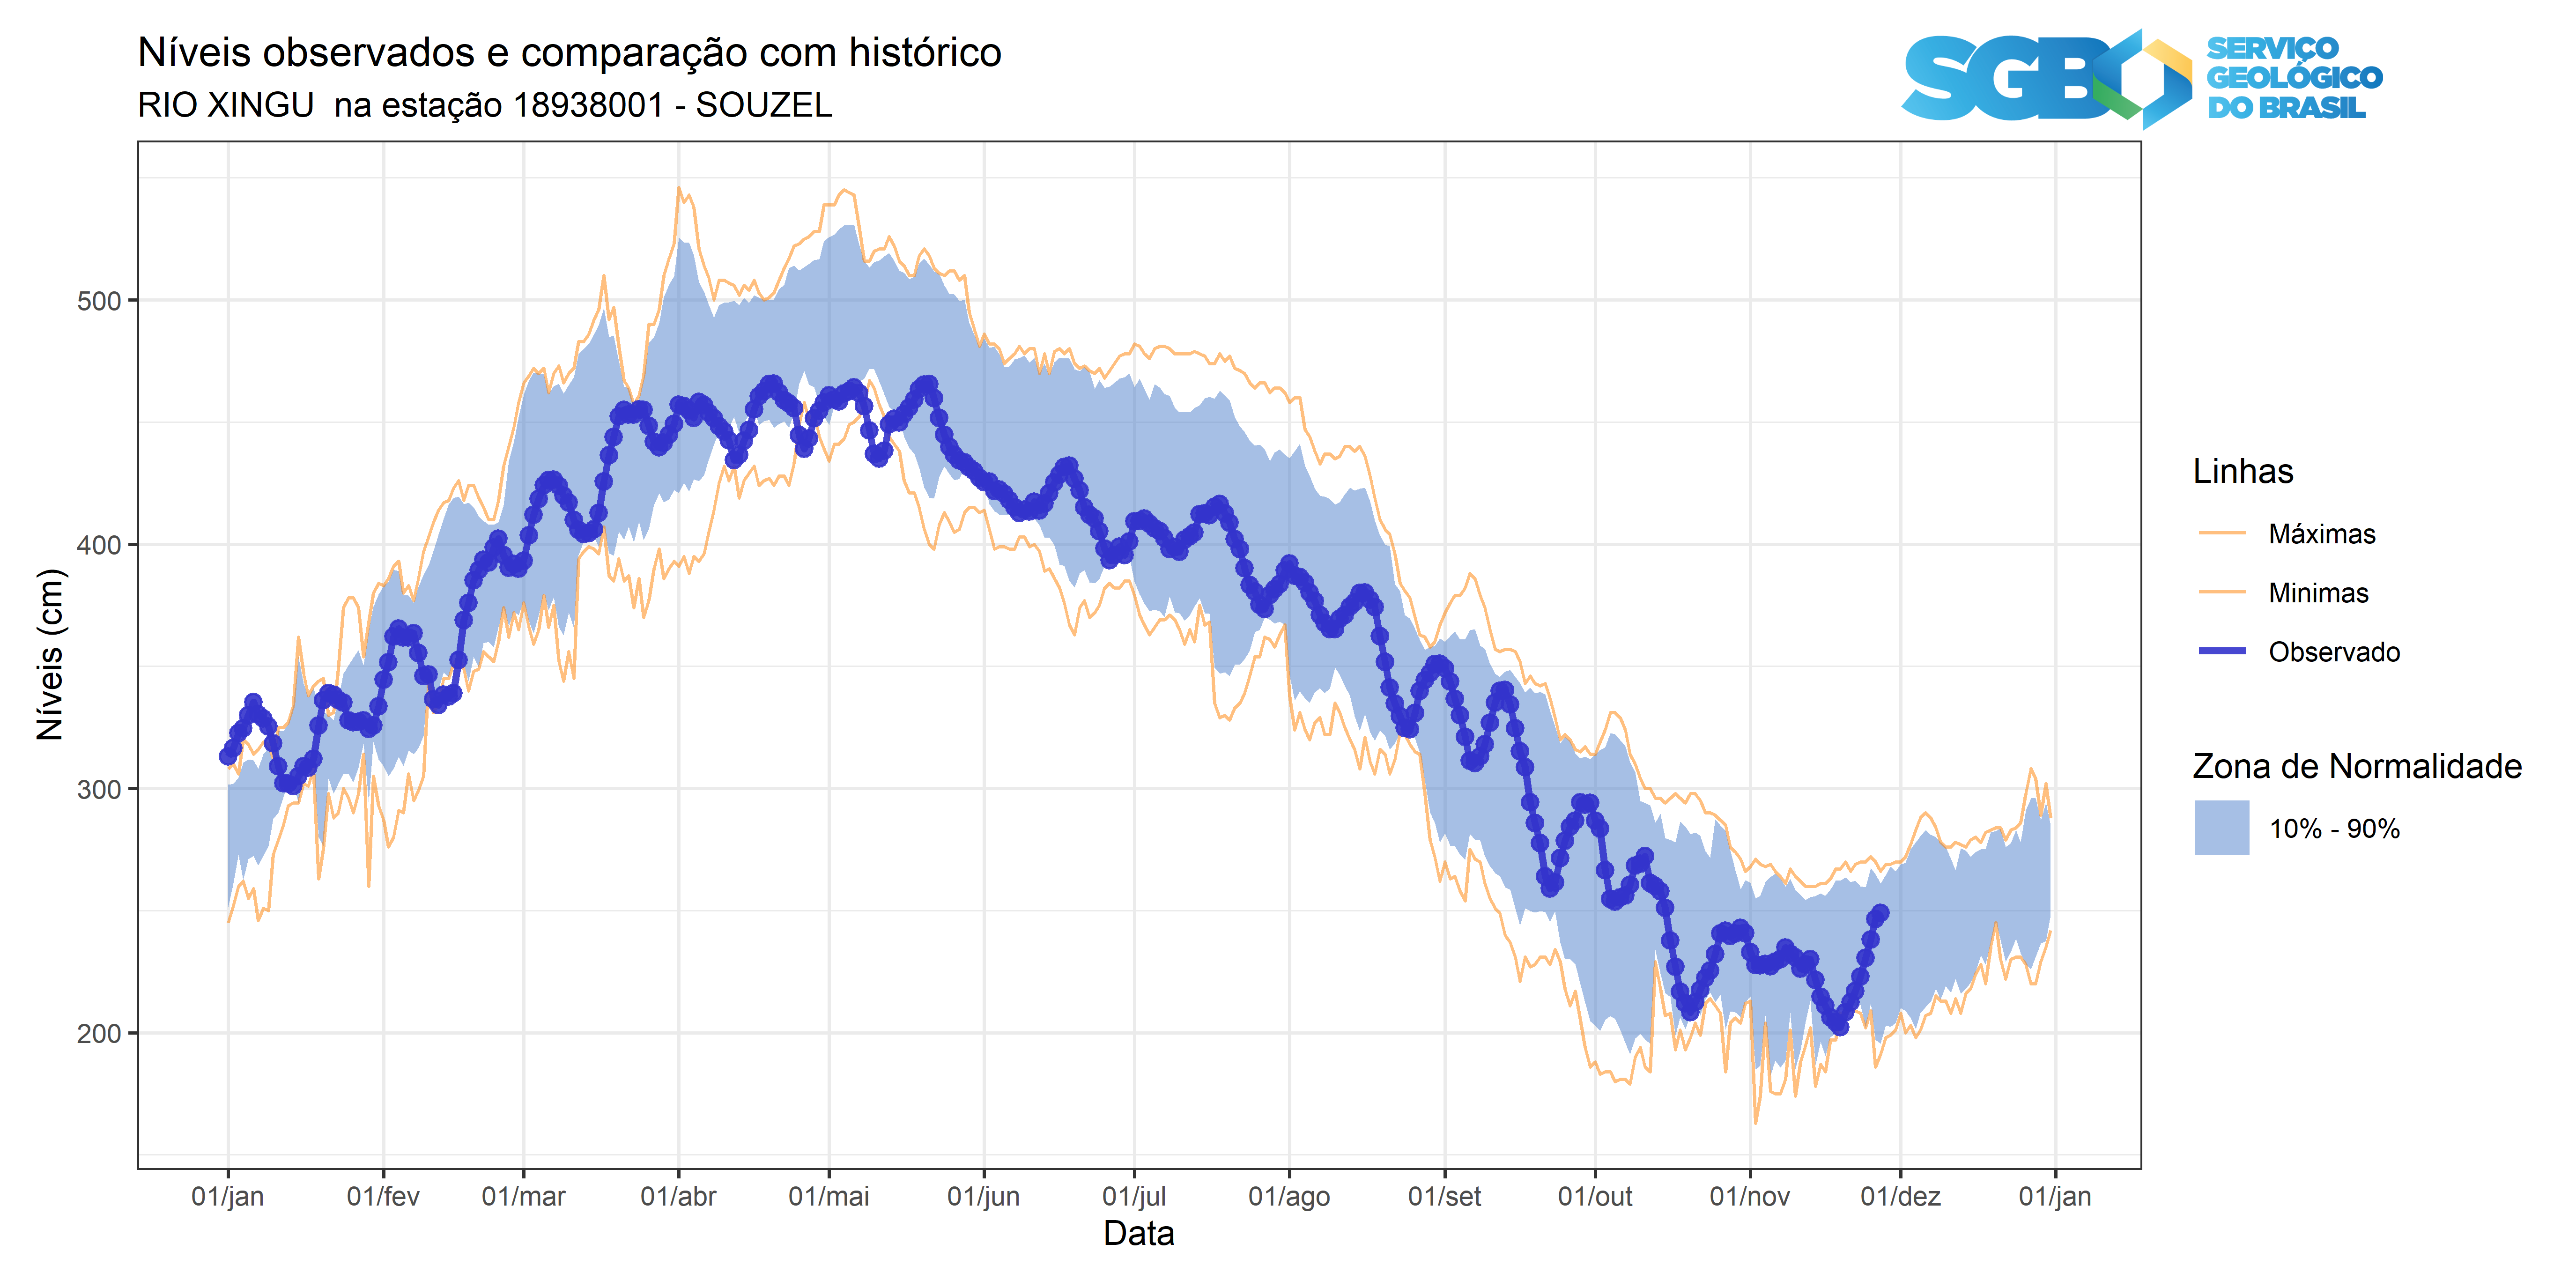 Níveis observados e comparação com histórico
RIO XINGU  na estação 18938001 - SOUZEL
SGB
SERVIÇO
GEOLÓGICO
DO BRASIL
500
400
300
200
Níveis (cm)
01/jan
01/fev
01/mar
01/abr
01/mai
01/jun
01/jul
01/ago
01/set
01/out
01/nov
01/dez
01/jan
Data
Linhas
Máximas
Minimas
Observado
Zona de Normalidade
10% - 90%